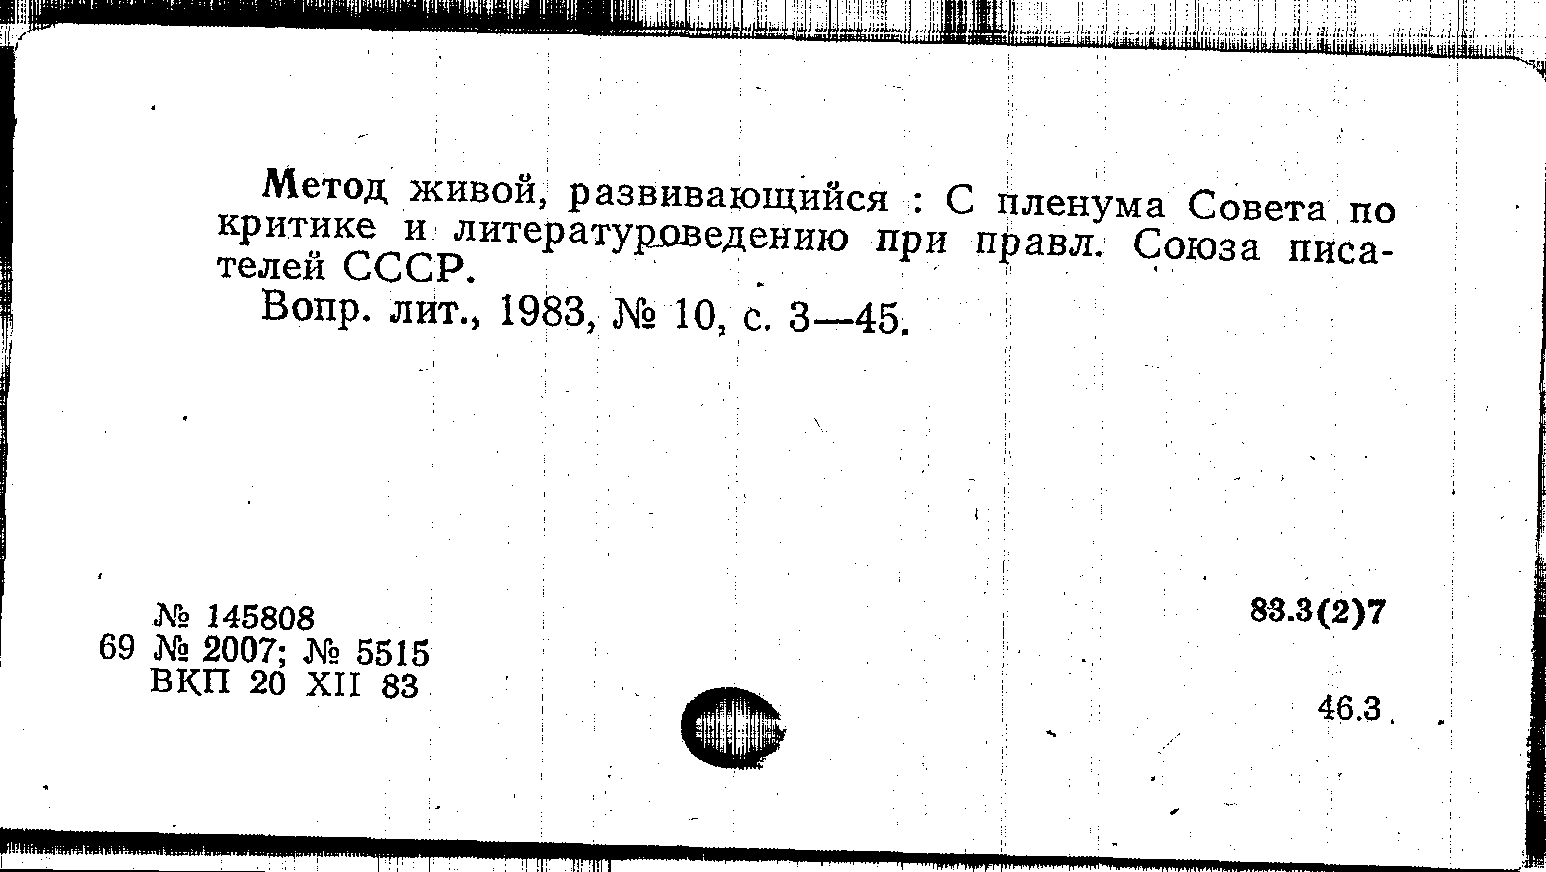 Метод живой, развивающийся : С пленума Совета по
критике и литературоведению при правл. Союза писа-
телей СССР.
Вопр. лит., 1983, № 10, с. 3—45.
№ 145808
69 № 2007; № 5515
ВКП 20 XII 83
83.3(2)7
46.3